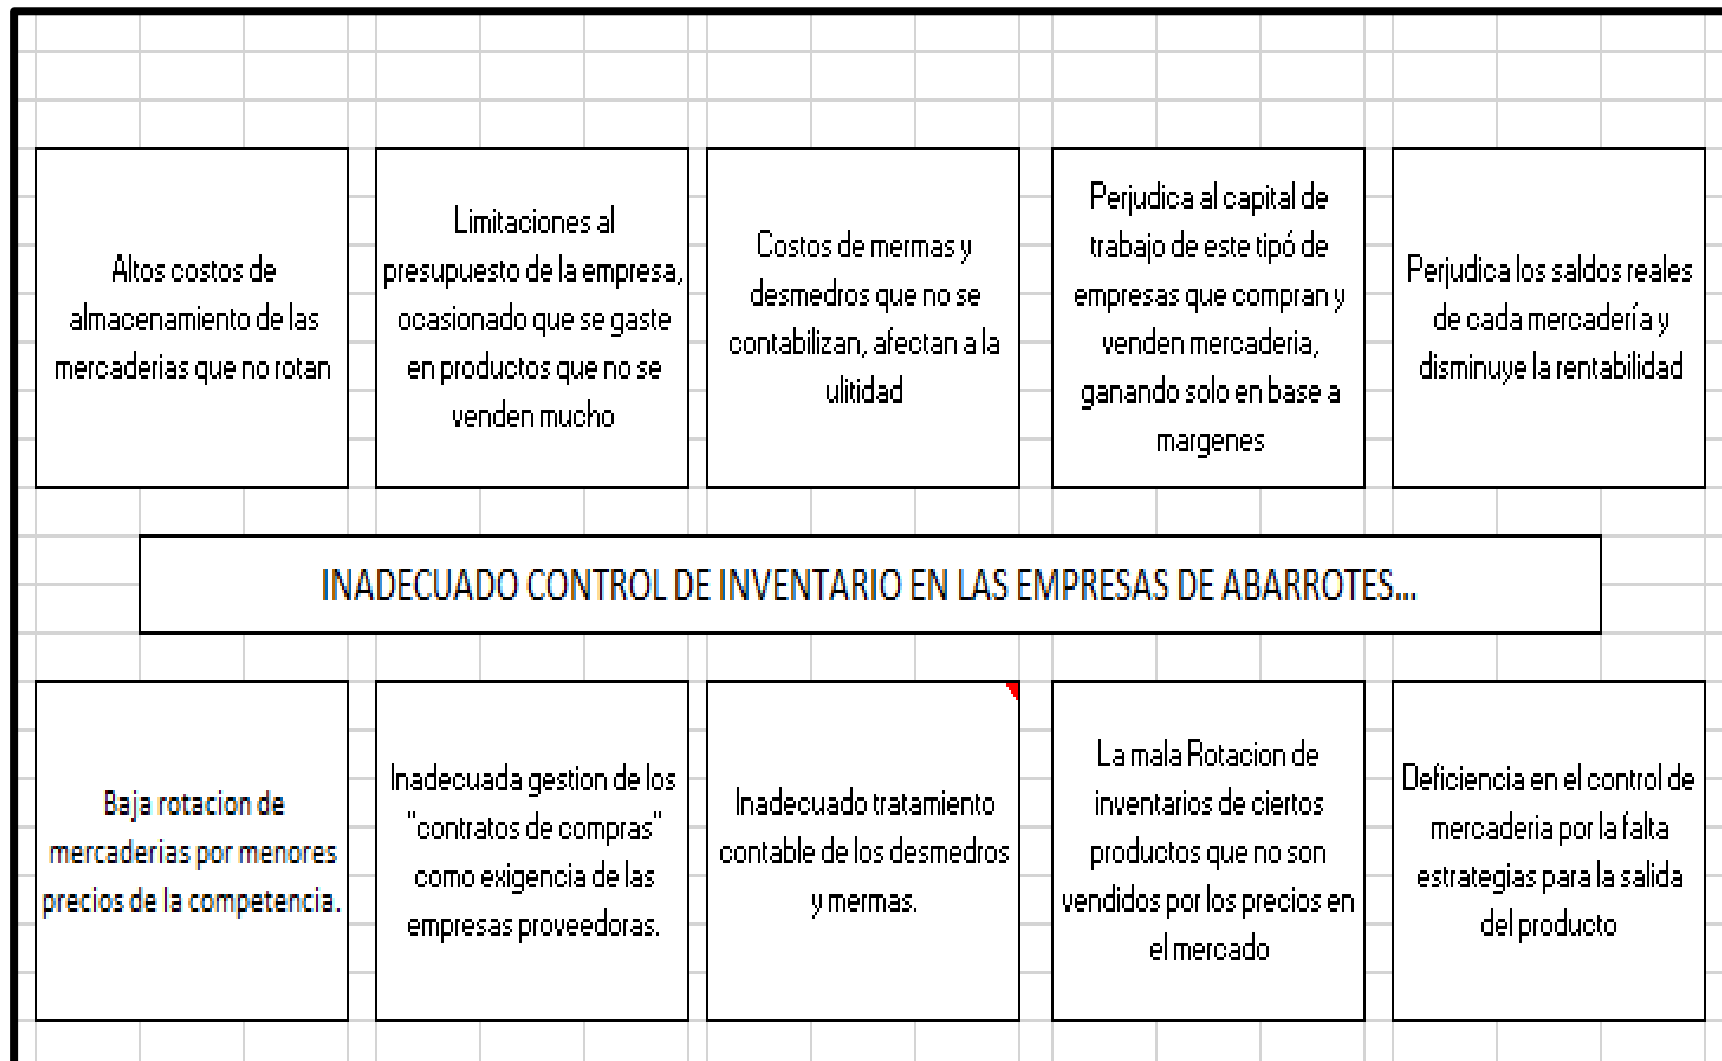 Altos costos de
almacenamiento de las
mercaderias que no rotan
Limitaciones al
presupuesto de la empresa,
ocasionado que se gaste
en productos que no se
venden mucho
Costos de mermas y
desmedros que no se
contabilizan, afectan a la
ulitidad
Perjudica al capital de
trabajo de este tipó de
empresas que compran y
venden mercaderia,
ganando solo en base a
margenes
Perjudica los saldos reales
de cada mercadería y
disminuye la rentabilidad
INADECUADO CONTROL DE INVENTARIO EN LAS EMPRESAS DE ABARROTES...
Baja rotacion de
mercaderias por menores
precios de la competencia.
Inadecuada gestion de los
"contratos de compras"
como exigencia de las
empresas proveedoras.
Inadecuado tratamiento
contable de los desmedros
y mermas.
La mala Rotacion de
inventarios de ciertos
productos que no son
vendidos por los precios en
el mercado
Deficiencia en el control de
mercaderia por la falta
estrategias para la salida
del producto